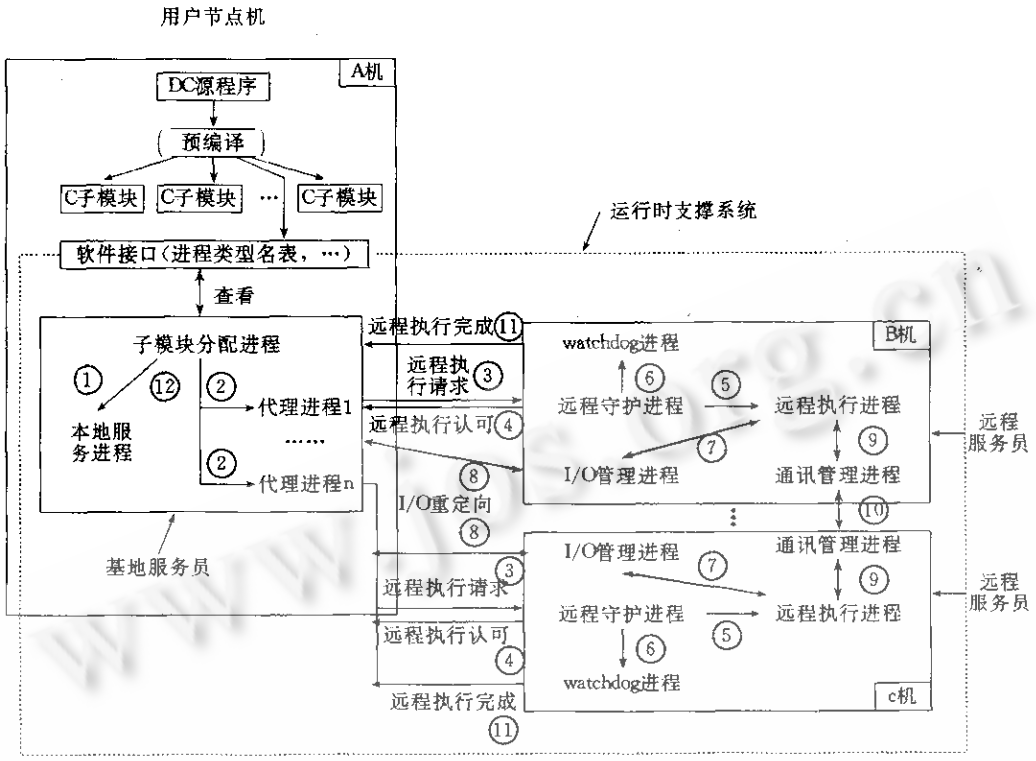 用户节点机
A机
DC源程序
预编译
C子模块
C子模块
…
C子模块
运行时支撑系统
软件接口(进程类型名表, …)
查看
子模块分配进程
①
⑫
②
代理进程1
本地服
务进程
……
②
代理进程n
基地服务员
远程执行完成⑪
远程执
行请求
③
远程执行认可
④
⑧
I/O重定向
⑧
③
远程执行请求
远程执行认可
④
远程执行完成
⑪
B机
watchdog进程
⑥
⑤
远程守护进程
远程执行进程
⑦
⑨
I/O管理进程
通讯管理进程
远程
服务员
⑩
I/O管理进程
通讯管理进程
⑦
⑨
远程守护进程
远程执行进程
⑥
⑤
watchdog进程
c机
远程
服务员
www.jos.org.cn